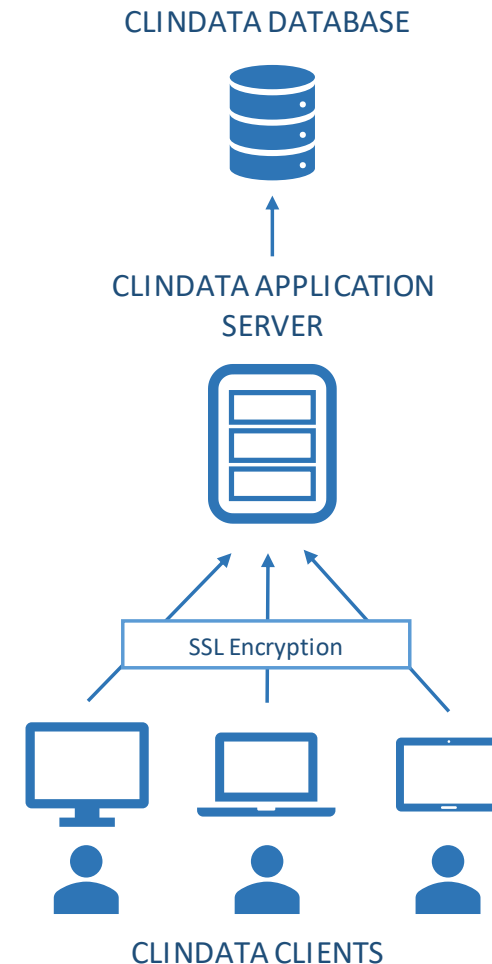 CLINDATA DATABASE
CLINDATA APPLICATION
SERVER
SSL Encryption
CLINDATA CLIENTS